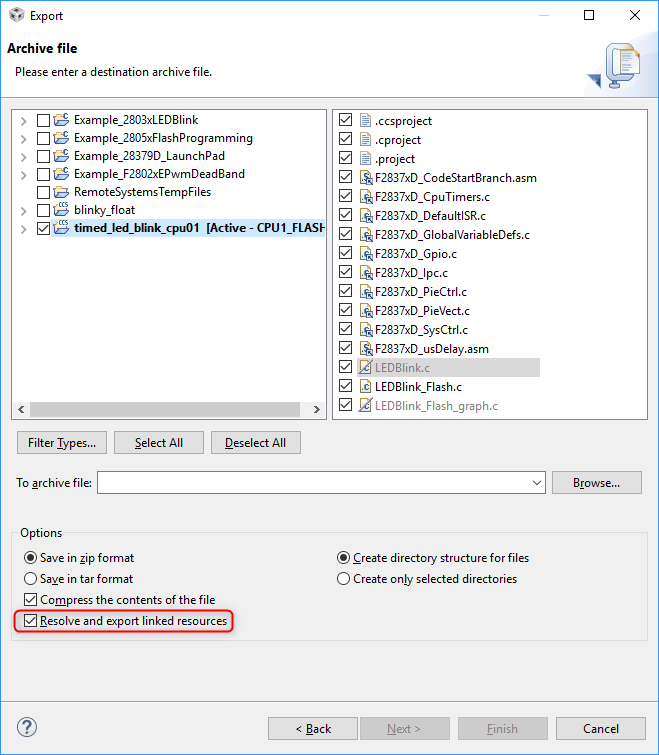 Export
Archive file
Please enter a destination archive file.
Example_2803xLEDBlink
Example_2805xFlashProgramming
Example_28379D_LaunchPad
Example_F2802xEPwmDeadBand
RemoteSystemsTempFiles
blinky_float
timed_led_blink_cpu01 [Active - CPU1_FLASH
.ccsproject
.cproject
.project
F2837xD_CodeStartBranch.asm
F2837xD_CpuTimers.c
F2837xD_DefaultISR.c
F2837xD_GlobalVariableDefs.c
F2837xD_Gpio.c
F2837xD_Ipc.c
F2837xD_PieCtrl.c
F2837xD_PieVect.c
F2837xD_SysCtrl.c
F2837xD_usDelay.asm
LEDBlink.c
LEDBlink_Flash.c
LEDBlink_Flash_graph.c
Filter Types... Select All Deselect All
To archive file: Browse...
Options
Save in zip format
Save in tar format
Compress the contents of the file
Resolve and export linked resources
Create directory structure for files
Create only selected directories
? < Back Next > Finish Cancel